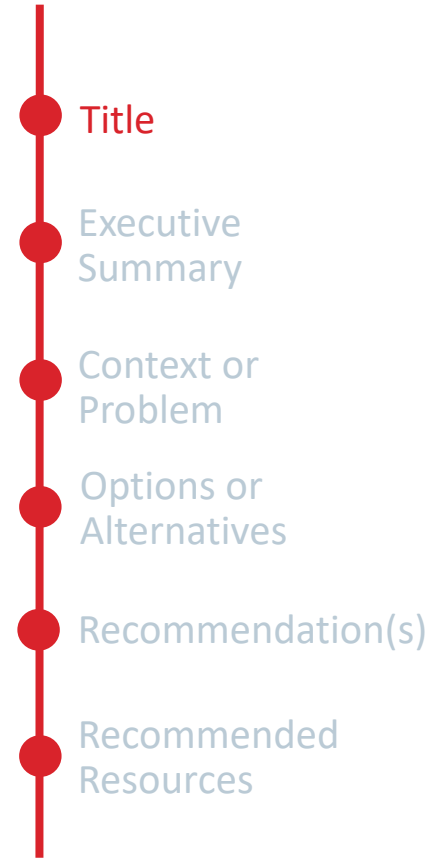 Title
Executive
Summary
Context or
Problem
Options or
Alternatives
Recommendation(s)
Recommended
Resources